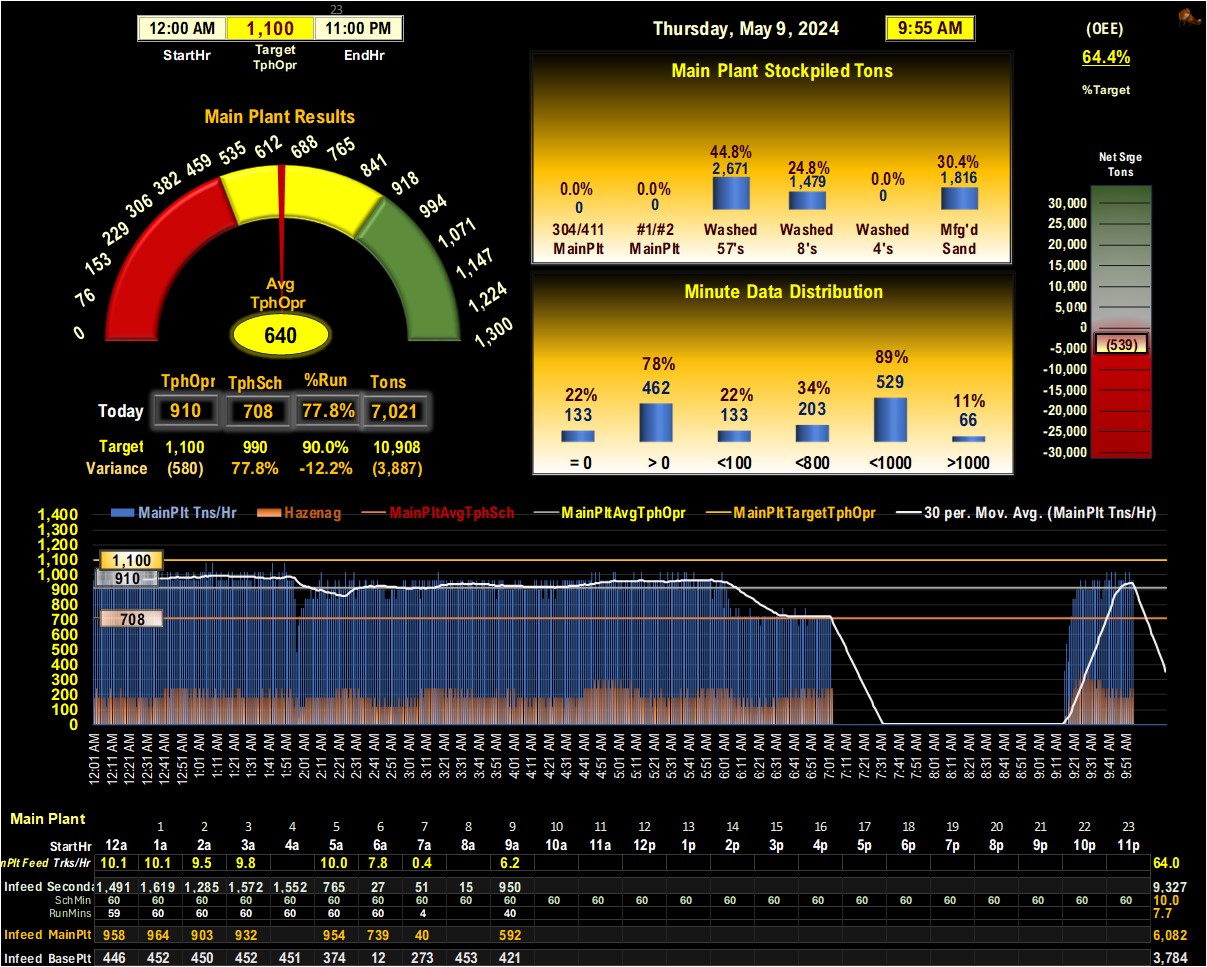 23
12:00 AM 1,100 11:00 PM
StartHr Target TphOpr EndHr
Thursday, May 9, 2024 9:55 AM
(OEE)
64.4%
%Target
Main Plant Results
0 76 153 229 306 382 459 535 612 688 765 841 918 994 1,071 1,147 1,224 1,300
Avg
TphOpr
640
TphOpr TphSch %Run Tons
Today 910 708 77.8% 7,021
Target 1,100 990 90.0% 10,908
Variance (580) 77.8% -12.2% (3,887)
Main Plant Stockpiled Tons
0.0% 0.0% 44.8% 24.8% 0.0% 30.4%
0 0 2,671 1,479 0 1,816
304/411 #1/#2 Washed Washed Washed Mfg'd
MainPlt MainPlt 57's 8's 4's Sand
Minute Data Distribution
22% 78% 22% 34% 89% 11%
133 462 133 203 529 66
= 0 > 0 <100 <800 <1000 >1000
Net Srge
Tons
30,000
25,000
20,000
15,000
10,000
5,000
0
(539)
-5,000
-10,000
-15,000
-20,000
-25,000
-30,000
MainPlt Tns/Hr Hazenag MainPltAvgTphSch MainPltAvgTphOpr MainPltTargetTphOpr 30 per. Mov. Avg. (MainPlt Tns/Hr)
1,400
1,300
1,200
1,100
1,000
900
800
700
600
500
400
300
200
100
0
1,100
910
708
12:01 AM 12:11 AM 12:21 AM 12:31 AM 12:41 AM 12:51 AM 1:01 AM 1:11 AM 1:21 AM 1:31 AM 1:41 AM 1:51 AM 2:01 AM 2:11 AM 2:21 AM 2:31 AM 2:41 AM 2:51 AM 3:01 AM 3:11 AM 3:21 AM 3:31 AM 3:41 AM 3:51 AM 4:01 AM 4:11 AM 4:21 AM 4:31 AM 4:41 AM 4:51 AM 5:01 AM 5:11 AM 5:21 AM 5:31 AM 5:41 AM 5:51 AM 6:01 AM 6:11 AM 6:21 AM 6:31 AM 6:41 AM 6:51 AM 7:01 AM 7:11 AM 7:21 AM 7:31 AM 7:41 AM 7:51 AM 8:01 AM 8:11 AM 8:21 AM 8:31 AM 8:41 AM 8:51 AM 9:01 AM 9:11 AM 9:21 AM 9:31 AM 9:41 AM 9:51 AM
Main Plant
1 2 3 4 5 6 7 8 9 10 11 12 13 14 15 16 17 18 19 20 21 22 23
StartHr 12a 1a 2a 3a 4a 5a 6a 7a 8a 9a 10a 11a 12p 1p 2p 3p 4p 5p 6p 7p 8p 9p 10p 11p
nPlt Feed Trks/Hr 10.1 10.1 9.5 9.8 10.0 7.8 0.4 6.2 64.0
Infeed Seconda 1,491 1,619 1,285 1,572 1,552 765 27 51 15 950 9,327
SchMin 60 60 60 60 60 60 60 60 60 60 60 60 60 60 60 60 60 60 60 60 60 60 60 60 10.0
RunMins 59 60 60 60 60 60 60 4 40 7.7
Infeed MainPlt 958 964 903 932 954 739 40 592 6,082
Infeed BasePlt 446 452 450 452 451 374 12 273 453 421 3,784